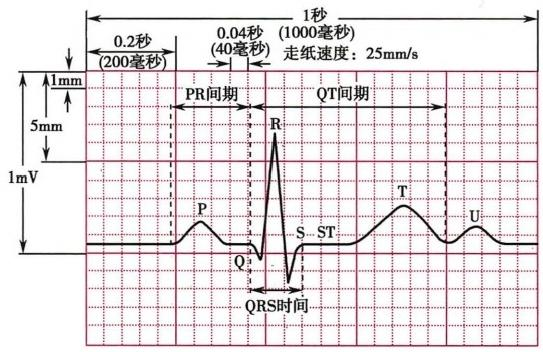 1秒
0.2秒
0.04秒
(1000毫秒)
(200毫秒)
(40毫秒)
走纸速度：25mm/s
1mm
PR间期
QT间期
5mm
R
1mV
P
T
U
S
ST
Q
QRS时间